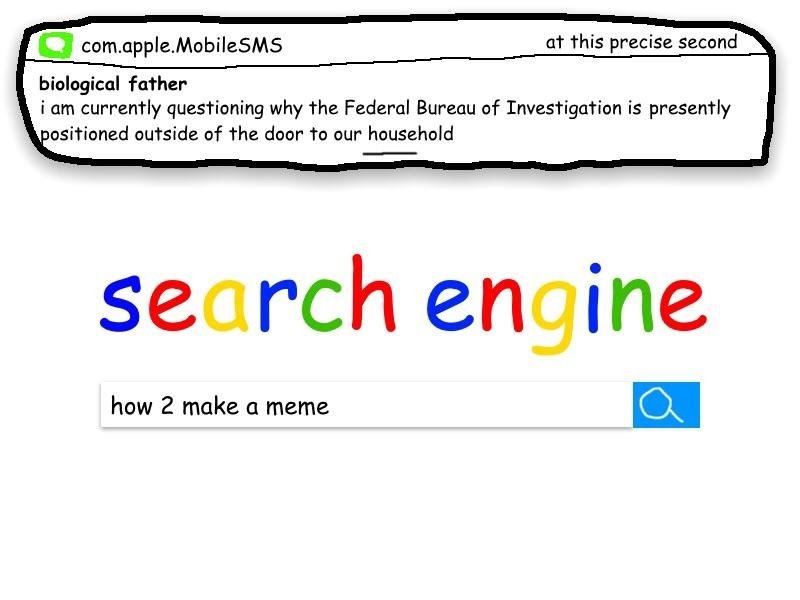 com.apple.MobileSMS at this precise second
biological father
i am currently questioning why the Federal Bureau of Investigation is presently
positioned outside of the door to our household
search engine
how 2 make a meme